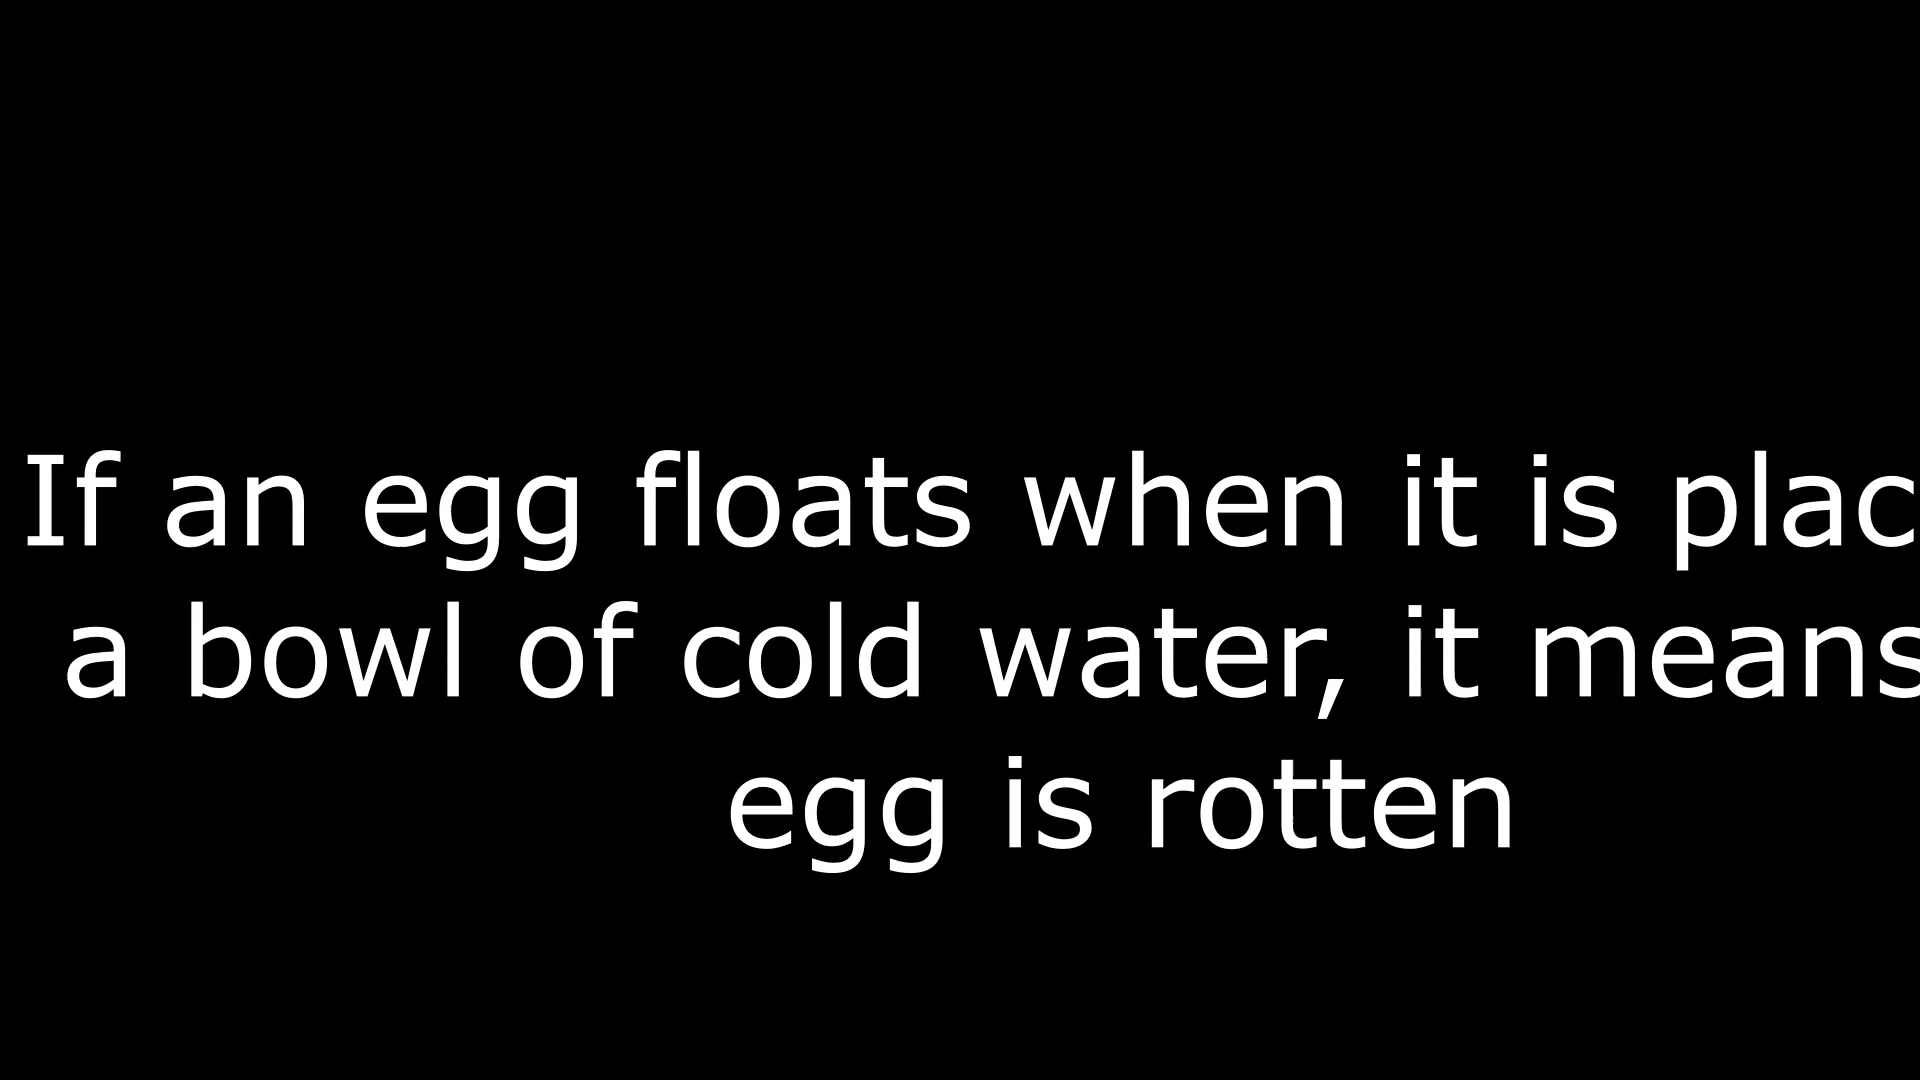 If an egg floats when it is plac
a bowl of cold water, it means
egg is rotten